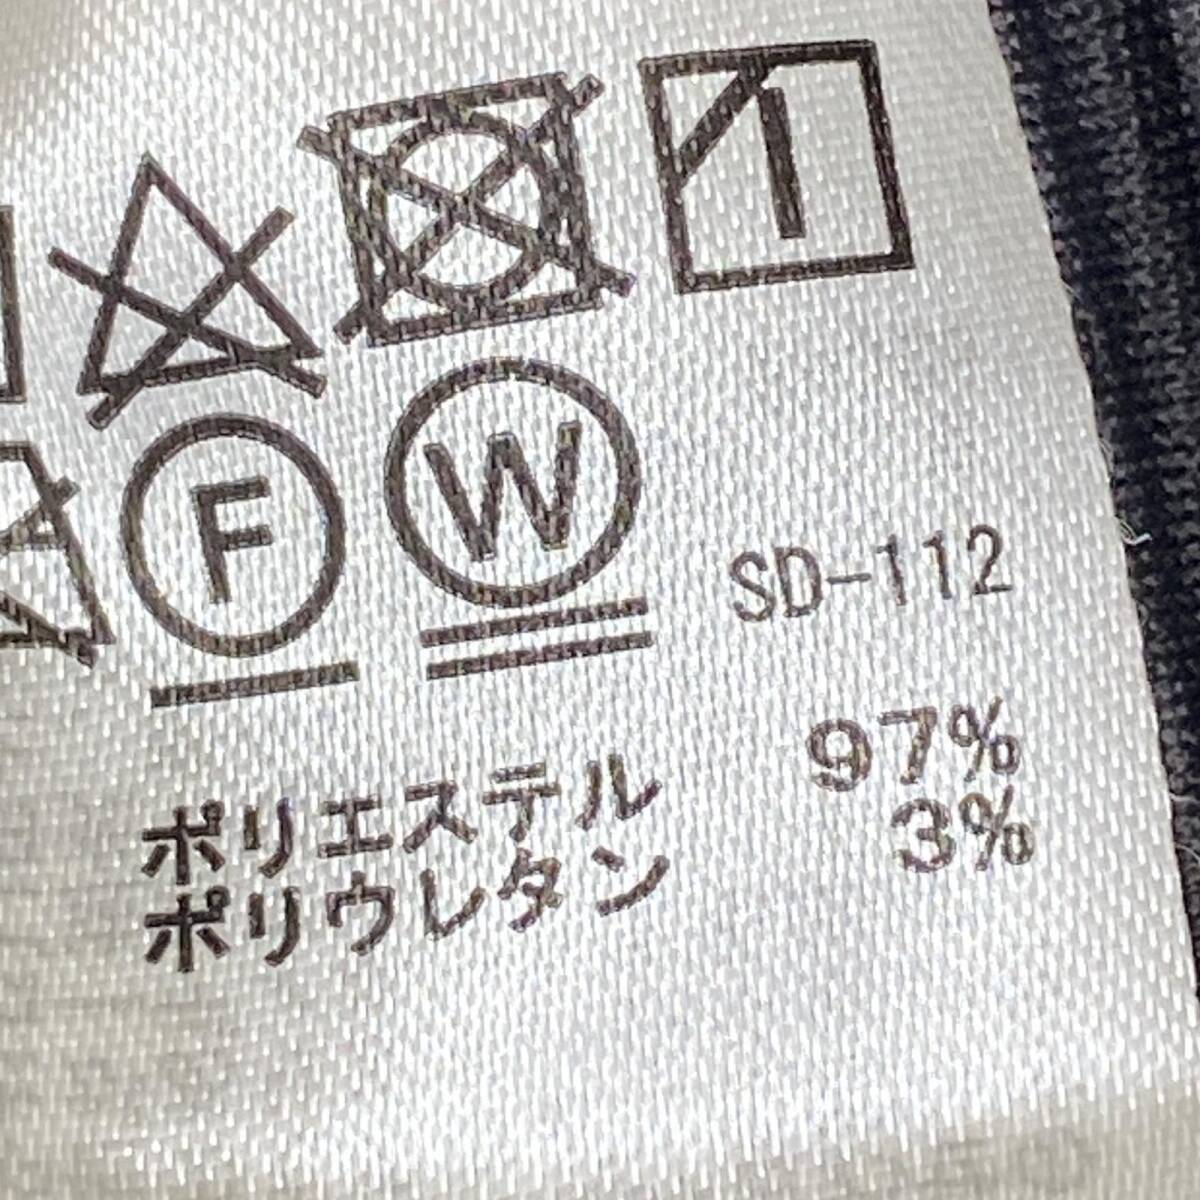 F
W
SD-112
ポリエステル 97%
ポリウレタン 3%